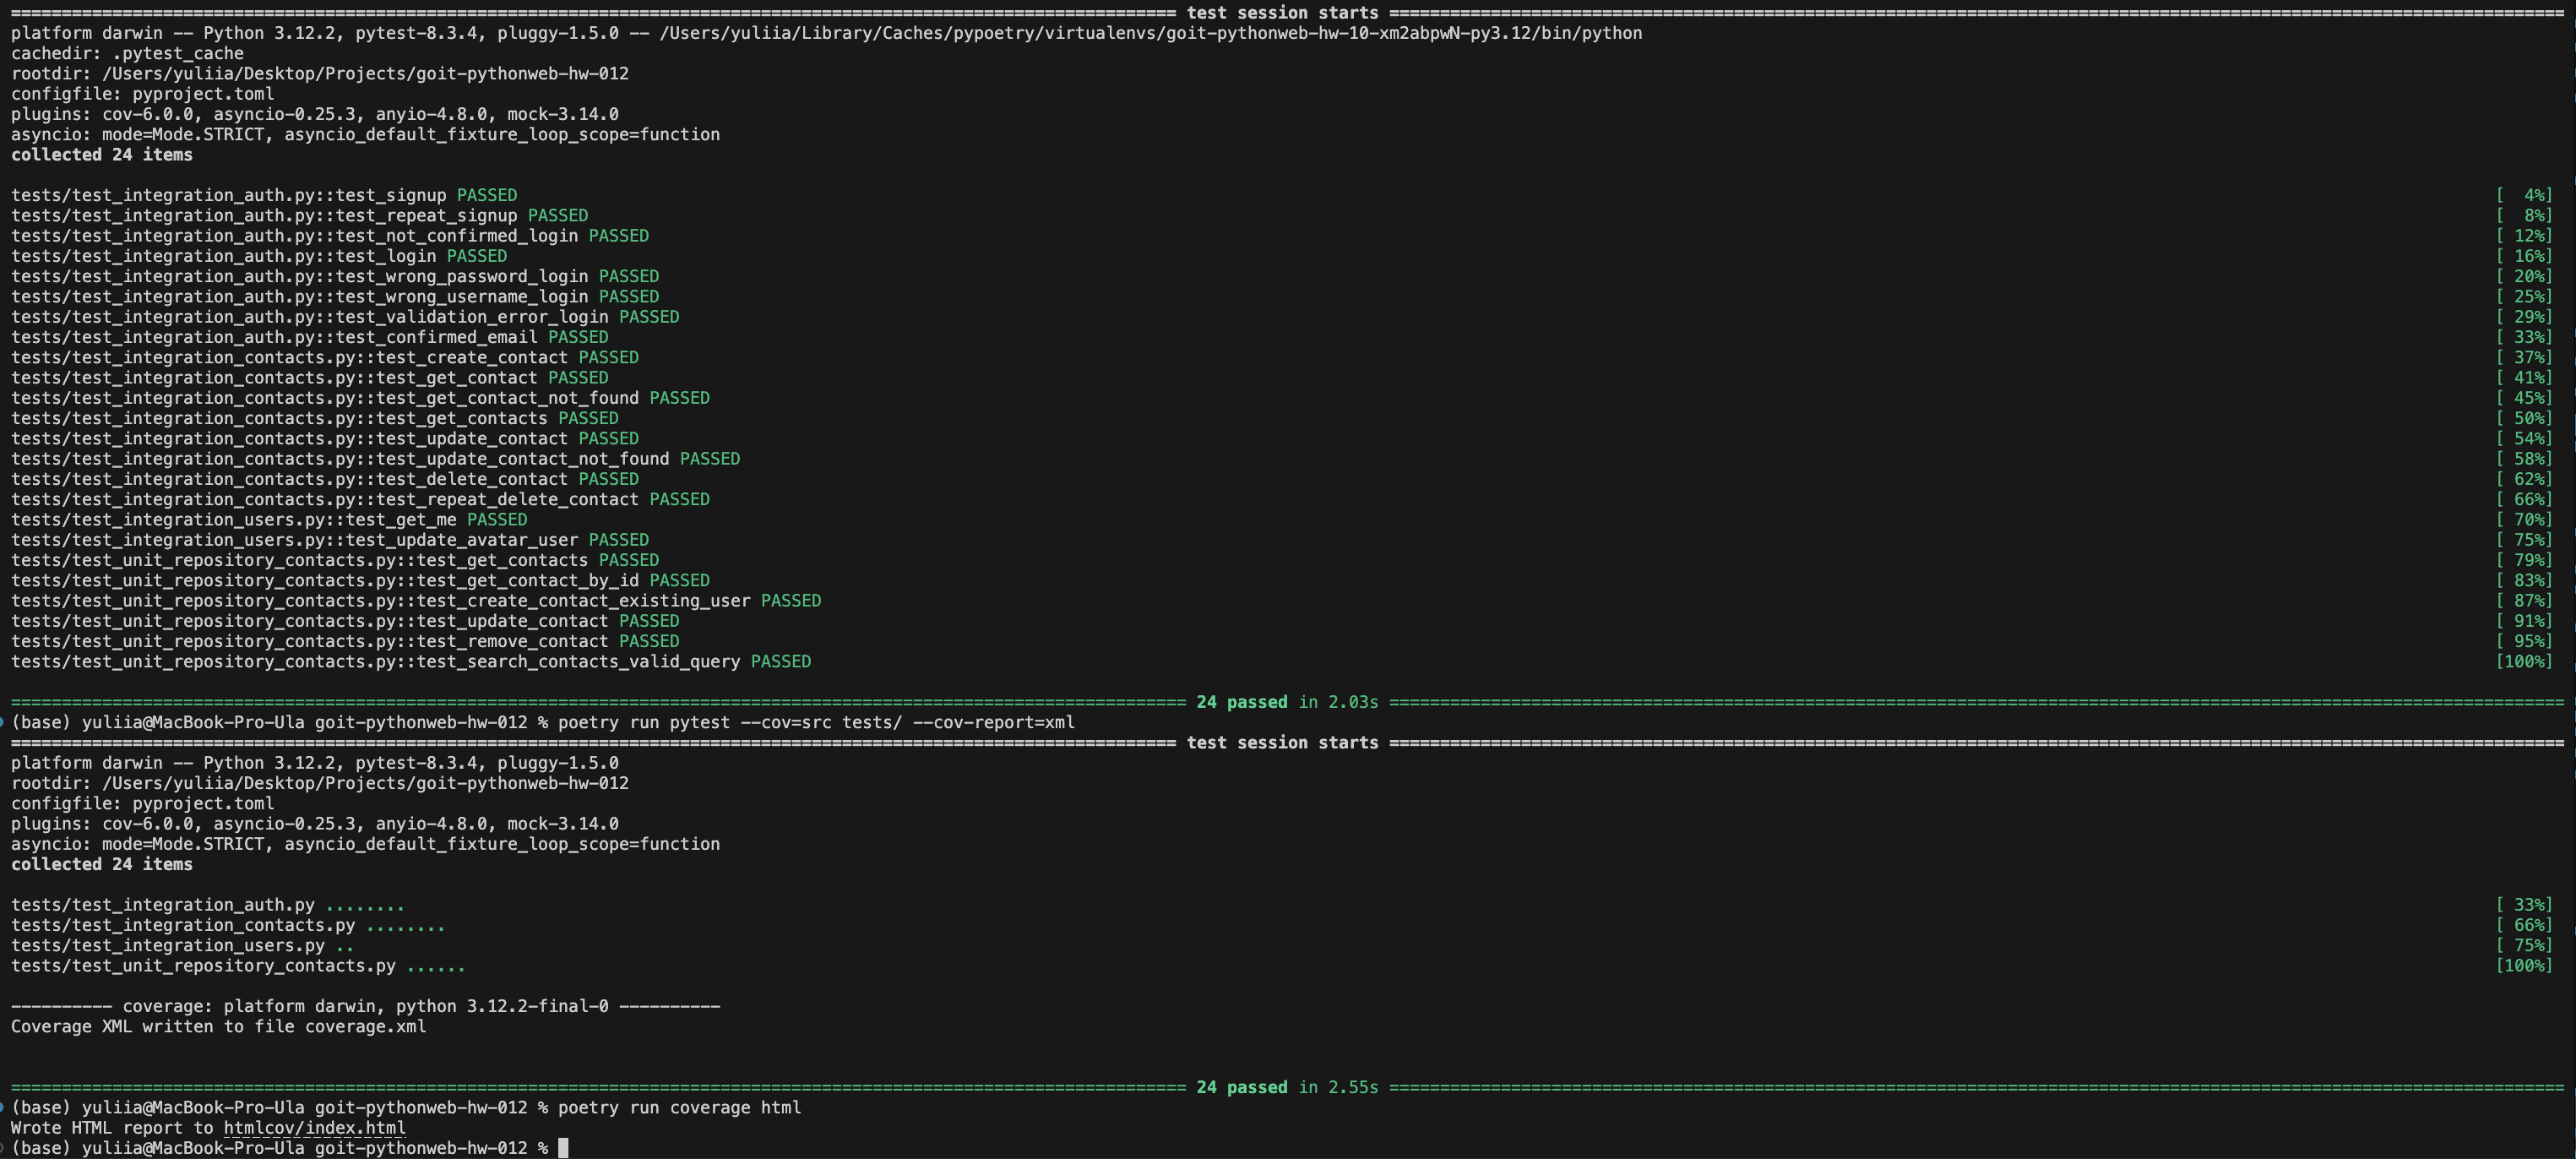 ============================== test session starts ==============================
platform darwin -- Python 3.12.2, pytest-8.3.4, pluggy-1.5.0 -- /Users/yuliia/Library/Caches/pypoetry/virtualenvs/goit-pythonweb-hw-10-xm2abpwN-py3.12/bin/python
cachedir: .pytest_cache
rootdir: /Users/yuliia/Desktop/Projects/goit-pythonweb-hw-012
configfile: pyproject.toml
plugins: cov-6.0.0, asyncio-0.25.3, anyio-4.8.0, mock-3.14.0
asyncio: mode=Mode.STRICT, asyncio_default_fixture_loop_scope=function
collected 24 items
tests/test_integration_auth.py::test_signup PASSED [  4%]
tests/test_integration_auth.py::test_repeat_signup PASSED [  8%]
tests/test_integration_auth.py::test_not_confirmed_login PASSED [ 12%]
tests/test_integration_auth.py::test_login PASSED [ 16%]
tests/test_integration_auth.py::test_wrong_password_login PASSED [ 20%]
tests/test_integration_auth.py::test_wrong_username_login PASSED [ 25%]
tests/test_integration_auth.py::test_validation_error_login PASSED [ 29%]
tests/test_integration_auth.py::test_confirmed_email PASSED [ 33%]
tests/test_integration_contacts.py::test_create_contact PASSED [ 37%]
tests/test_integration_contacts.py::test_get_contact PASSED [ 41%]
tests/test_integration_contacts.py::test_get_contact_not_found PASSED [ 45%]
tests/test_integration_contacts.py::test_get_contacts PASSED [ 50%]
tests/test_integration_contacts.py::test_update_contact PASSED [ 54%]
tests/test_integration_contacts.py::test_update_contact_not_found PASSED [ 58%]
tests/test_integration_contacts.py::test_delete_contact PASSED [ 62%]
tests/test_integration_contacts.py::test_repeat_delete_contact PASSED [ 66%]
tests/test_integration_users.py::test_get_me PASSED [ 70%]
tests/test_integration_users.py::test_update_avatar_user PASSED [ 75%]
tests/test_unit_repository_contacts.py::test_get_contacts PASSED [ 79%]
tests/test_unit_repository_contacts.py::test_get_contact_by_id PASSED [ 83%]
tests/test_unit_repository_contacts.py::test_create_contact_existing_user PASSED [ 87%]
tests/test_unit_repository_contacts.py::test_update_contact PASSED [ 91%]
tests/test_unit_repository_contacts.py::test_remove_contact PASSED [ 95%]
tests/test_unit_repository_contacts.py::test_search_contacts_valid_query PASSED [100%]
============================== 24 passed in 2.03s ==============================
(base) yuliia@MacBook-Pro-Ula goit-pythonweb-hw-012 % poetry run pytest --cov=src tests/ --cov-report=xml
============================== test session starts ==============================
platform darwin -- Python 3.12.2, pytest-8.3.4, pluggy-1.5.0
rootdir: /Users/yuliia/Desktop/Projects/goit-pythonweb-hw-012
configfile: pyproject.toml
plugins: cov-6.0.0, asyncio-0.25.3, anyio-4.8.0, mock-3.14.0
asyncio: mode=Mode.STRICT, asyncio_default_fixture_loop_scope=function
collected 24 items
tests/test_integration_auth.py ........ [ 33%]
tests/test_integration_contacts.py ........ [ 66%]
tests/test_integration_users.py .. [ 75%]
tests/test_unit_repository_contacts.py ...... [100%]
---------- coverage: platform darwin, python 3.12.2-final-0 ----------
Coverage XML written to file coverage.xml
============================== 24 passed in 2.55s ==============================
(base) yuliia@MacBook-Pro-Ula goit-pythonweb-hw-012 % poetry run coverage html
Wrote HTML report to htmlcov/index.html
(base) yuliia@MacBook-Pro-Ula goit-pythonweb-hw-012 %